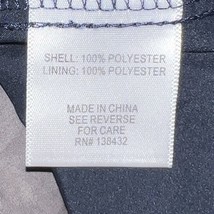 SHELL: 100% POLYESTER
LINING: 100% POLYESTER
MADE IN CHINA
SEE REVERSE
FOR CARE
RN# 138432